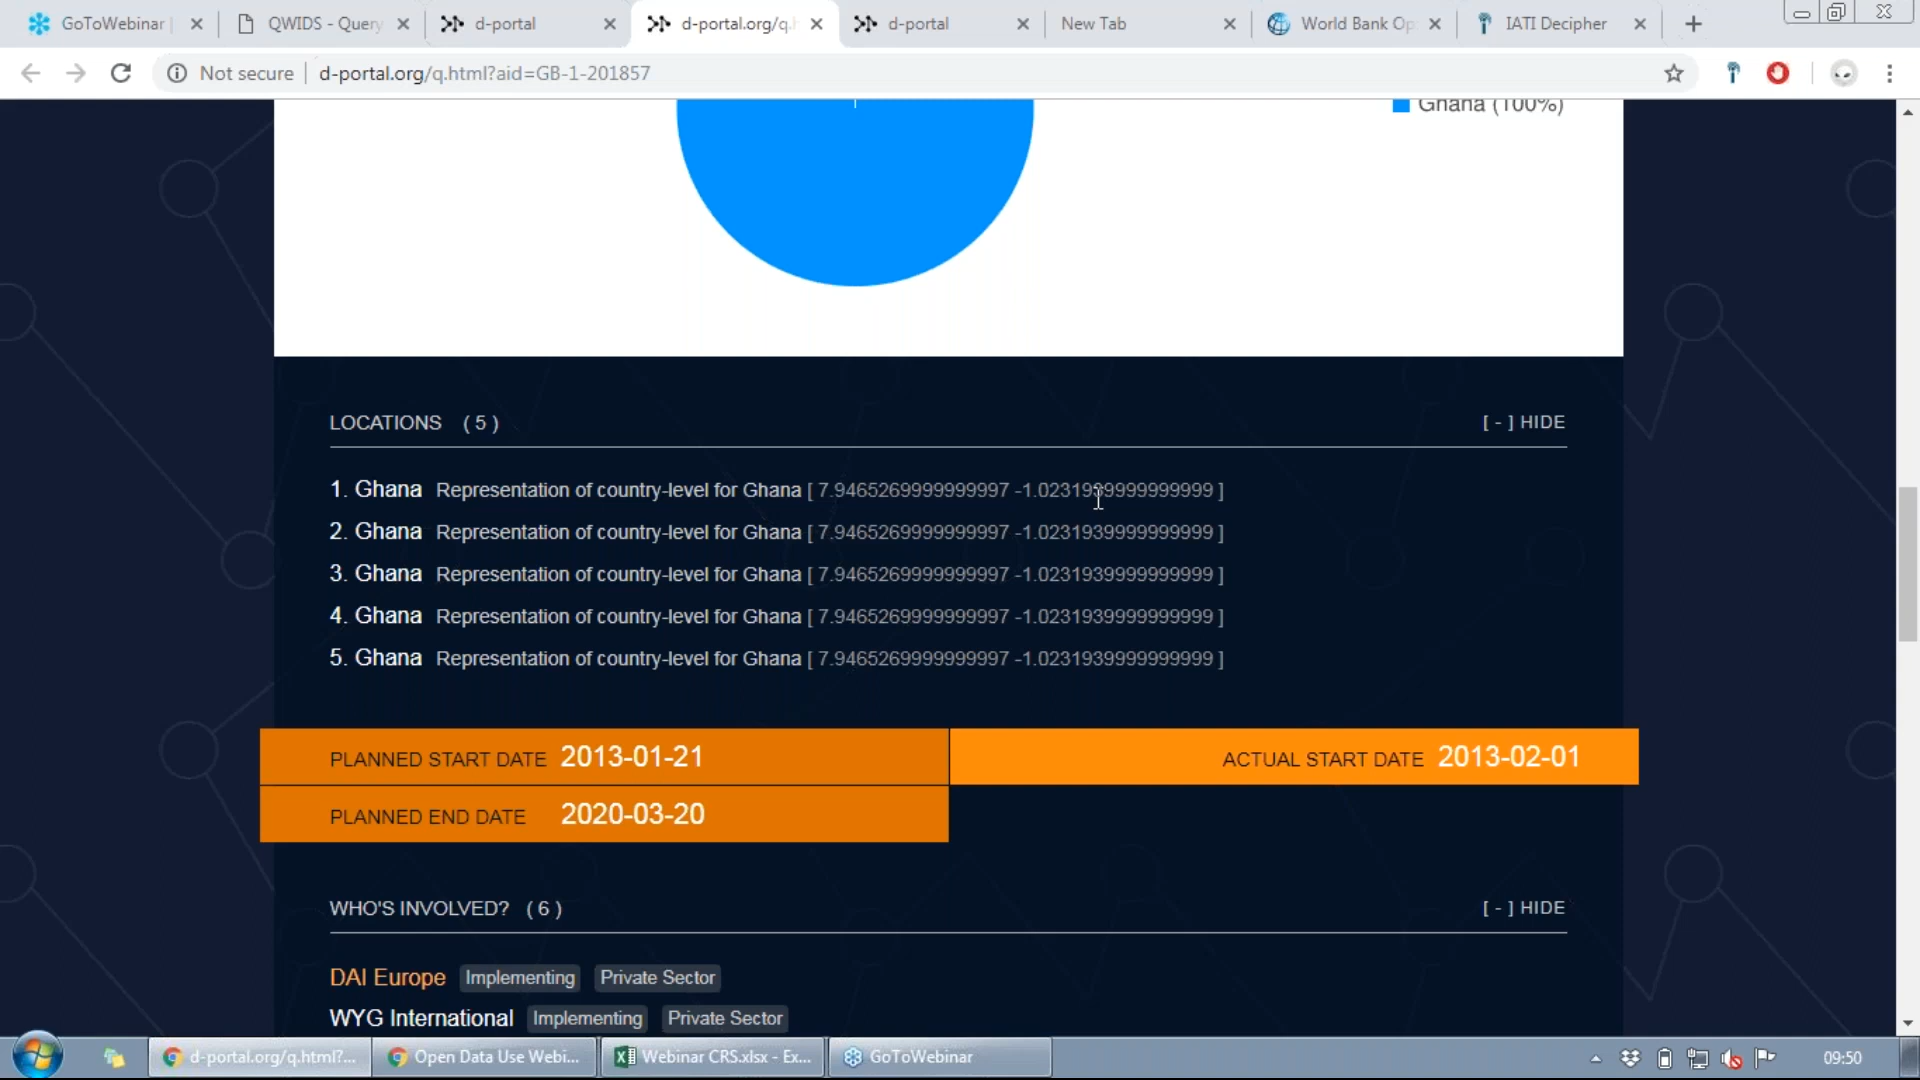 GoToWebinar
QWIDS - Query
d-portal
d-portal.org/q.h
d-portal
New Tab
World Bank Op
IATI Decipher
Not secure
d-portal.org/q.html?aid=GB-1-201857
Ghana (100%)
LOCATIONS ( 5 )
[ - ] HIDE
1. Ghana Representation of country-level for Ghana [ 7.9465269999999997 -1.0231939999999999 ]
2. Ghana Representation of country-level for Ghana [ 7.9465269999999997 -1.0231939999999999 ]
3. Ghana Representation of country-level for Ghana [ 7.9465269999999997 -1.0231939999999999 ]
4. Ghana Representation of country-level for Ghana [ 7.9465269999999997 -1.0231939999999999 ]
5. Ghana Representation of country-level for Ghana [ 7.9465269999999997 -1.0231939999999999 ]
PLANNED START DATE 2013-01-21
ACTUAL START DATE 2013-02-01
PLANNED END DATE 2020-03-20
WHO'S INVOLVED? ( 6 )
[ - ] HIDE
DAI Europe Implementing Private Sector
WYG International Implementing Private Sector
d-portal.org/q.html?...
Open Data Use Webi...
Webinar CRS.xlsx - Ex...
GoToWebinar
09:50